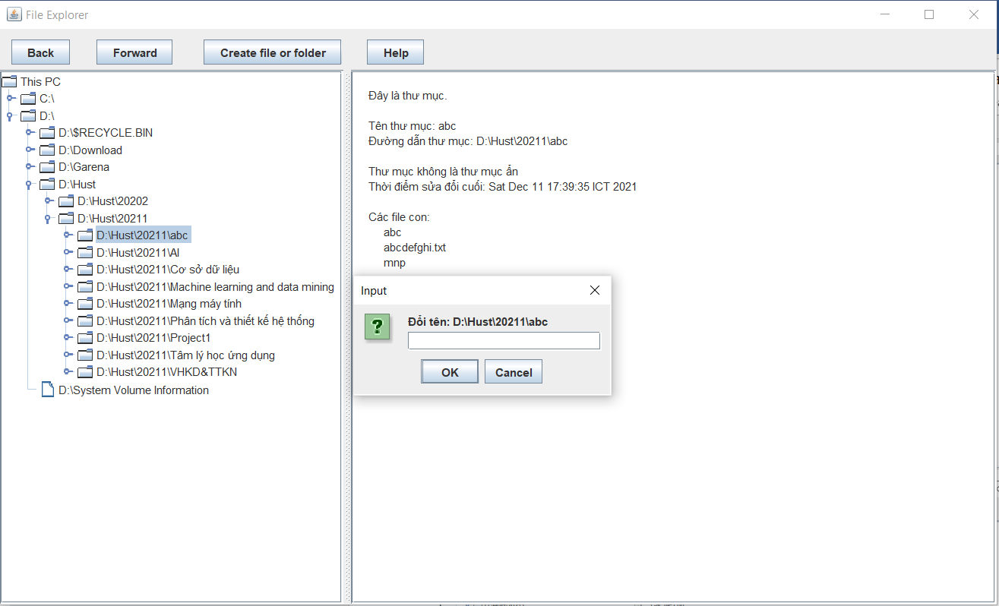 File Explorer
Back Forward Create file or folder Help
This PC
C:\
D:\
D:\$RECYCLE.BIN
D:\Download
D:\Garena
D:\Hust
D:\Hust\20202
D:\Hust\20211
D:\Hust\20211\abc
D:\Hust\20211\AI
D:\Hust\20211\Cơ sở dữ liệu
D:\Hust\20211\Machine learning and data mining
D:\Hust\20211\Mạng máy tính
D:\Hust\20211\Phân tích và thiết kế hệ thống
D:\Hust\20211\Project1
D:\Hust\20211\Tâm lý học ứng dụng
D:\Hust\20211\VHKD&TTKN
D:\System Volume Information
Đây là thư mục.
Tên thư mục: abc
Đường dẫn thư mục: D:\Hust\20211\abc
Thư mục không là thư mục ẩn
Thời điểm sửa đổi cuối: Sat Dec 11 17:39:35 ICT 2021
Các file con:
abc
abcdefghi.txt
mnp
Input
Đổi tên: D:\Hust\20211\abc
OK Cancel